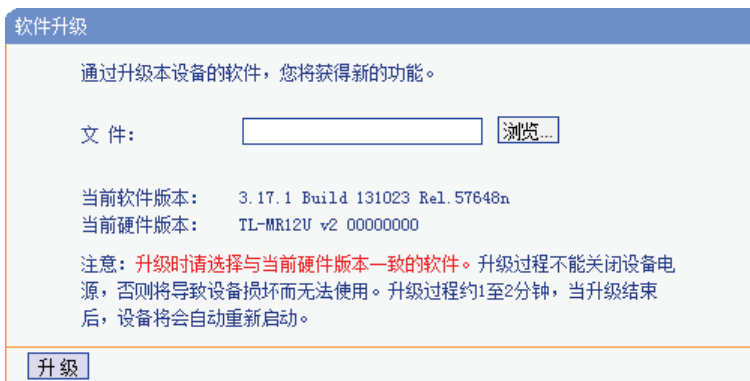 软件升级
通过升级本设备的软件，您将获得新的功能。
文 件： 浏览...
当前软件版本： 3.17.1 Build 131023 Rel.57648n
当前硬件版本： TL-MR12U v2 00000000
注意：升级时请选择与当前硬件版本一致的软件。升级过程不能关闭设备电
源，否则将导致设备损坏而无法使用。升级过程约1至2分钟，当升级结束
后，设备将会自动重新启动。
升 级